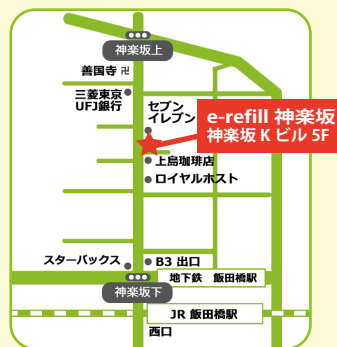 神楽坂上
善国寺 卍
三菱東京
UFJ銀行
セブン
イレブン
e-refill 神楽坂
神楽坂 K ビル 5F
上島珈琲店
ロイヤルホスト
スターバックス
B3 出口
地下鉄 飯田橋駅
神楽坂下
JR 飯田橋駅
西口